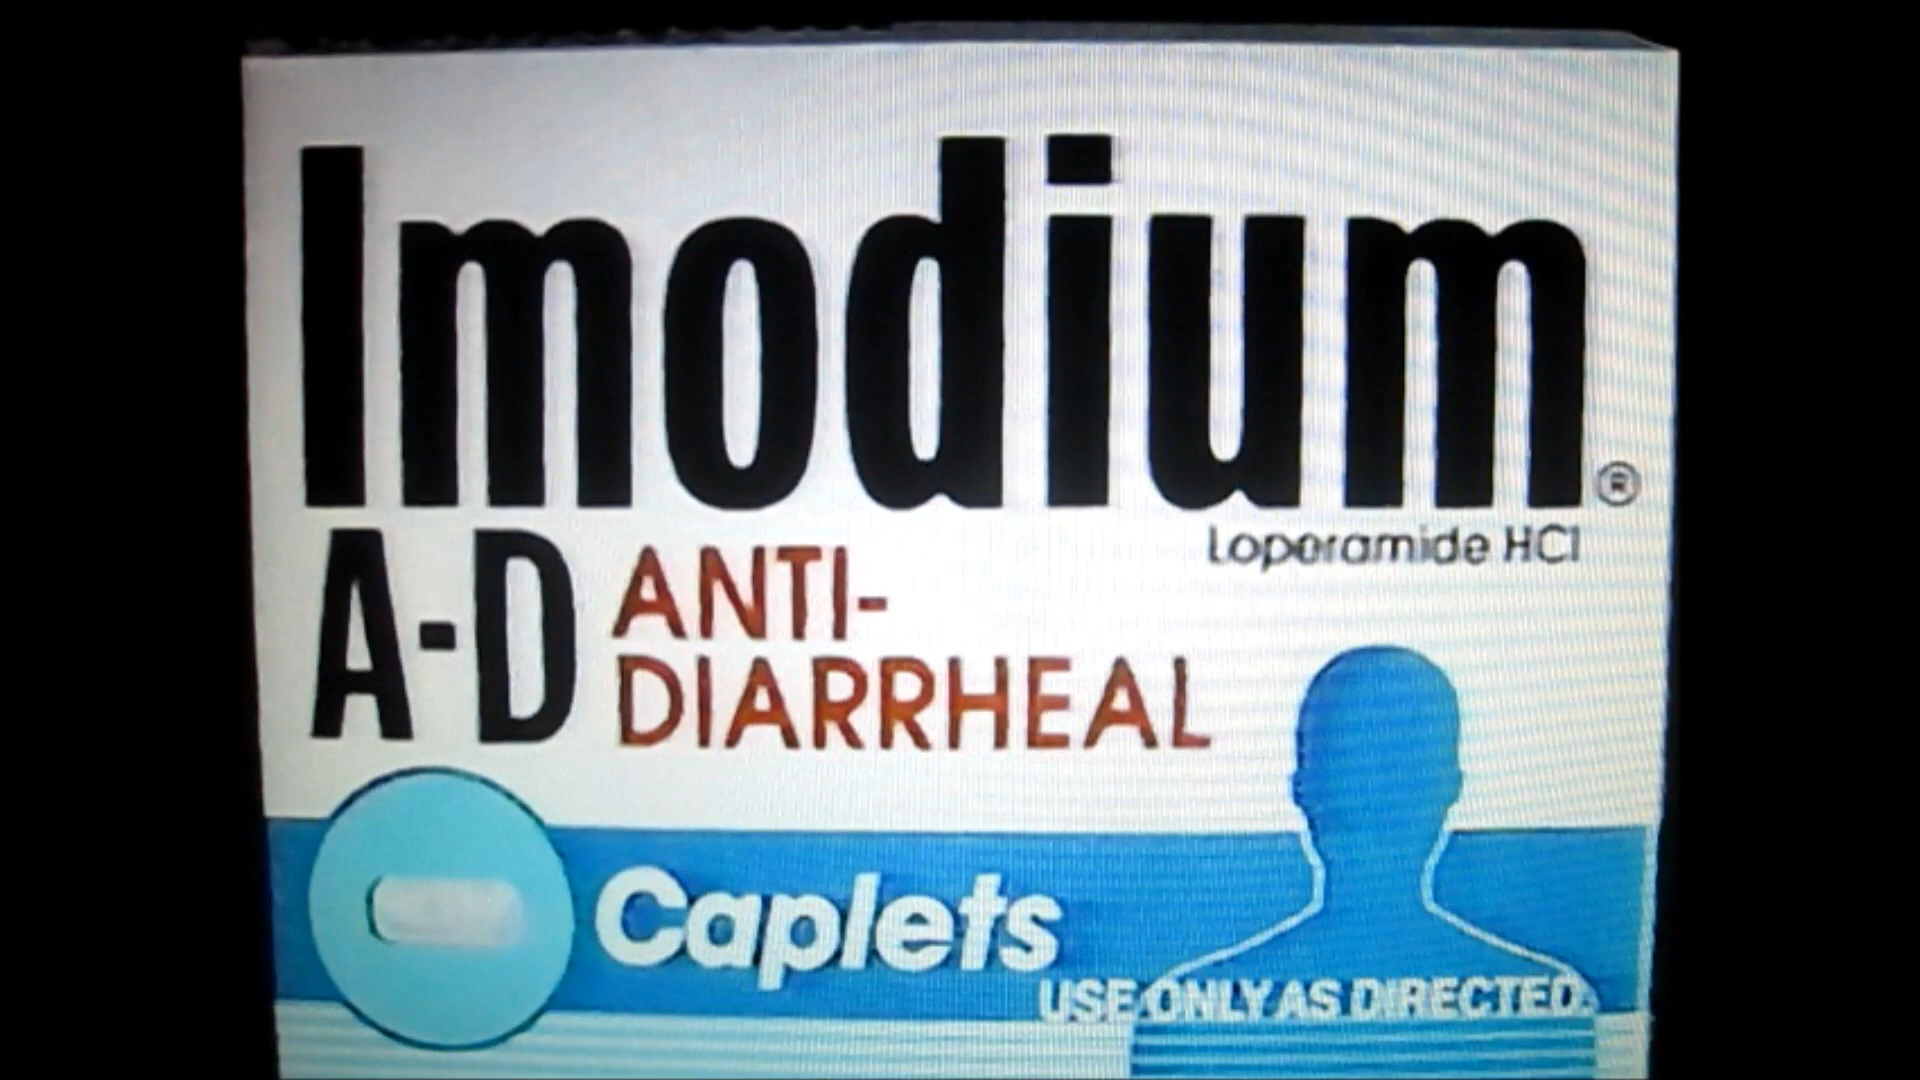 Imodium®
Loperamide HCl
A-D ANTI-
DIARRHEAL
Caplets
USE ONLY AS DIRECTED.